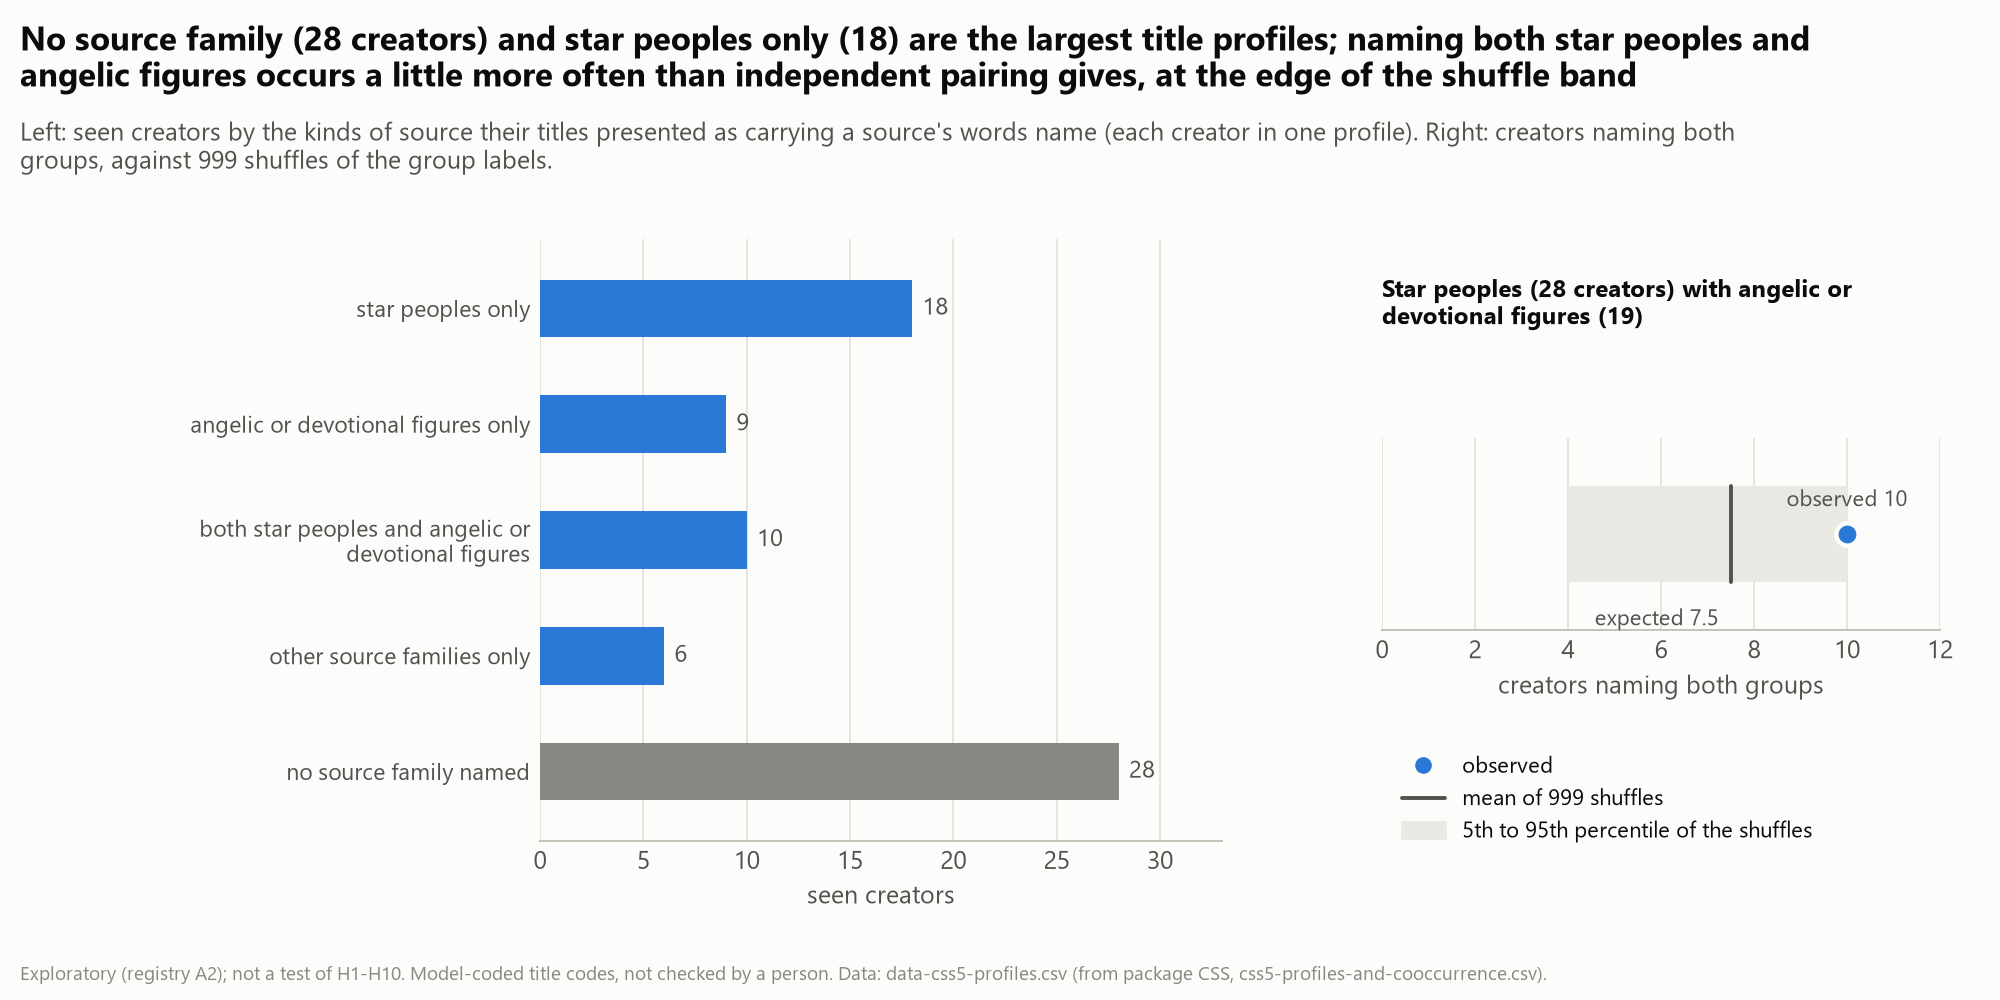 No source family (28 creators) and star peoples only (18) are the largest title profiles; naming both star peoples and
angelic figures occurs a little more often than independent pairing gives, at the edge of the shuffle band
Left: seen creators by the kinds of source their titles presented as carrying a source's words name (each creator in one profile). Right: creators naming both
groups, against 999 shuffles of the group labels.
star peoples only
18
angelic or devotional figures only
9
both star peoples and angelic or
devotional figures
10
other source families only
6
no source family named
28
0 5 10 15 20 25 30
seen creators
Star peoples (28 creators) with angelic or
devotional figures (19)
observed 10
expected 7.5
0 2 4 6 8 10 12
creators naming both groups
observed
mean of 999 shuffles
5th to 95th percentile of the shuffles
Exploratory (registry A2); not a test of H1-H10. Model-coded title codes, not checked by a person. Data: data-css5-profiles.csv (from package CSS, css5-profiles-and-cooccurrence.csv).